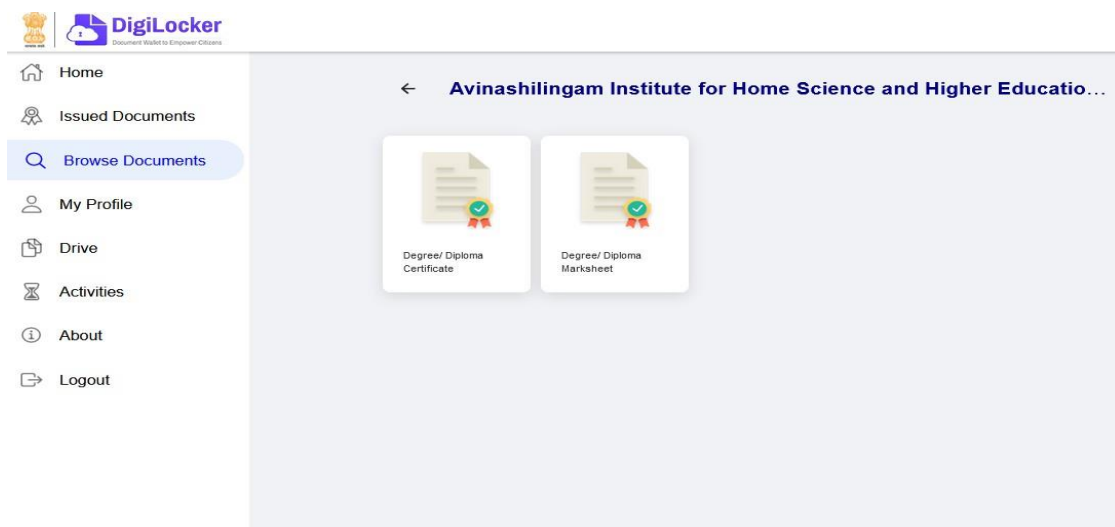 DigiLocker
Document Wallet to Empower Citizens
Home
Issued Documents
Browse Documents
My Profile
Drive
Activities
About
Logout
← Avinashilingam Institute for Home Science and Higher Educatio...
Degree/ Diploma
Certificate
Degree/ Diploma
Marksheet